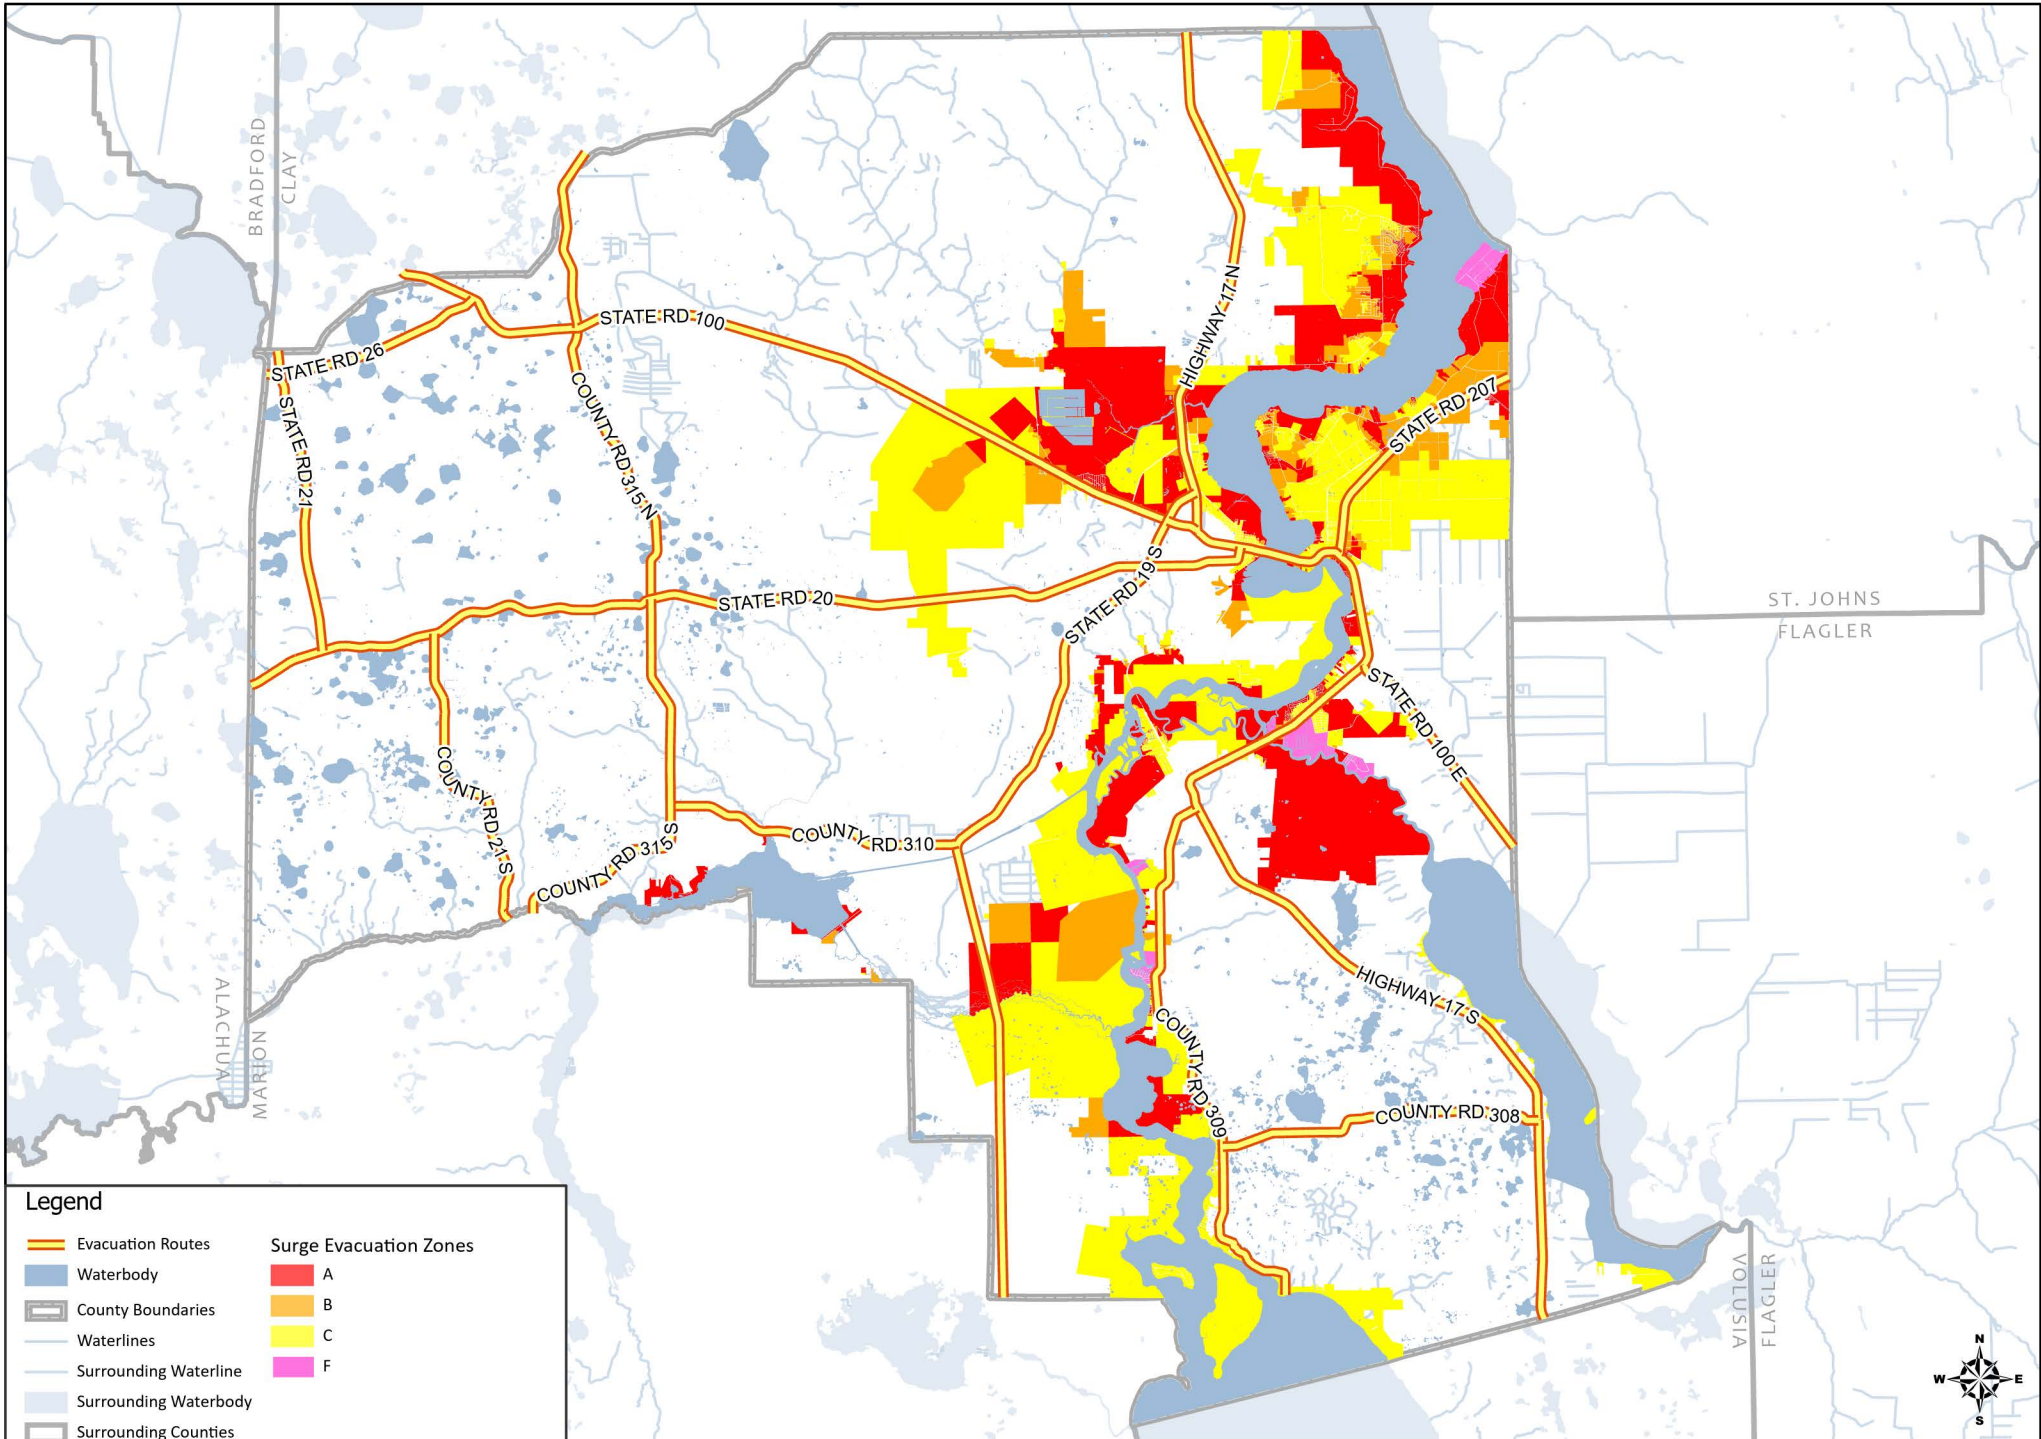 BRADFORD
CLAY
HIGHWAY 17 N
STATE RD 100
STATE RD 26
COUNTY RD 315 N
STATE RD 21
STATE RD 207
STATE RD 19 S
STATE RD 20
ST. JOHNS
FLAGLER
STATE RD 100 E
COUNTY RD 21 S
COUNTY RD 315 S
COUNTY RD 310
HIGHWAY 17 S
ALACHUA
MARION
COUNTY RD 309
COUNTY RD 308
VOLUSIA
FLAGLER
Legend
Evacuation Routes
Waterbody
County Boundaries
Waterlines
Surrounding Waterline
Surrounding Waterbody
Surrounding Counties
Surge Evacuation Zones
A
B
C
F
N
W E
S